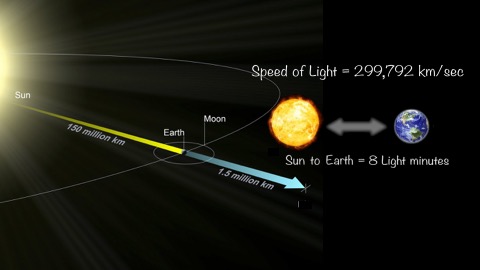 Speed of Light = 299,792 km/sec
Sun
150 million km
Earth
Moon
1.5 million km
Sun to Earth = 8 Light minutes